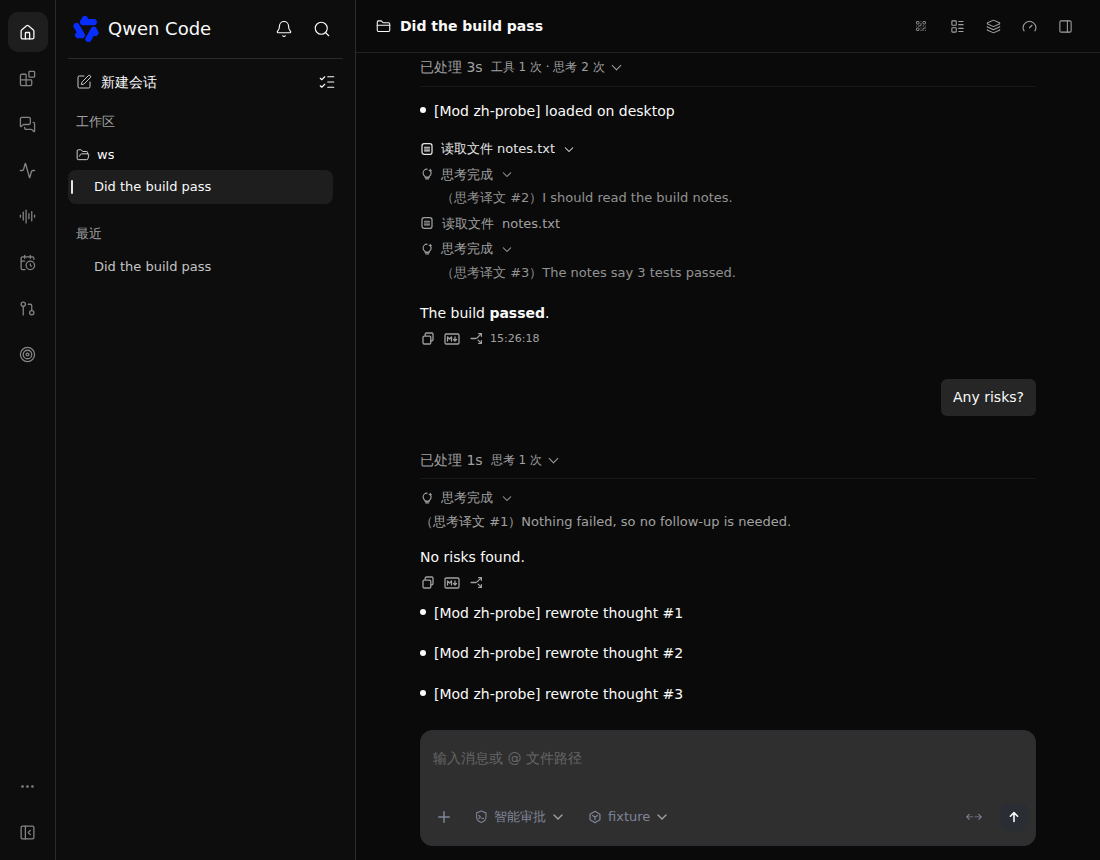 Qwen Code
新建会话
工作区
ws
Did the build pass
最近
Did the build pass
Did the build pass
已处理 3s 工具 1 次 · 思考 2 次
[Mod zh-probe] loaded on desktop
读取文件 notes.txt
思考完成
（思考译文 #2）I should read the build notes.
读取文件 notes.txt
思考完成
（思考译文 #3）The notes say 3 tests passed.
The build passed.
15:26:18
Any risks?
已处理 1s 思考 1 次
思考完成
（思考译文 #1）Nothing failed, so no follow-up is needed.
No risks found.
[Mod zh-probe] rewrote thought #1
[Mod zh-probe] rewrote thought #2
[Mod zh-probe] rewrote thought #3
输入消息或 @ 文件路径
智能审批 fixture